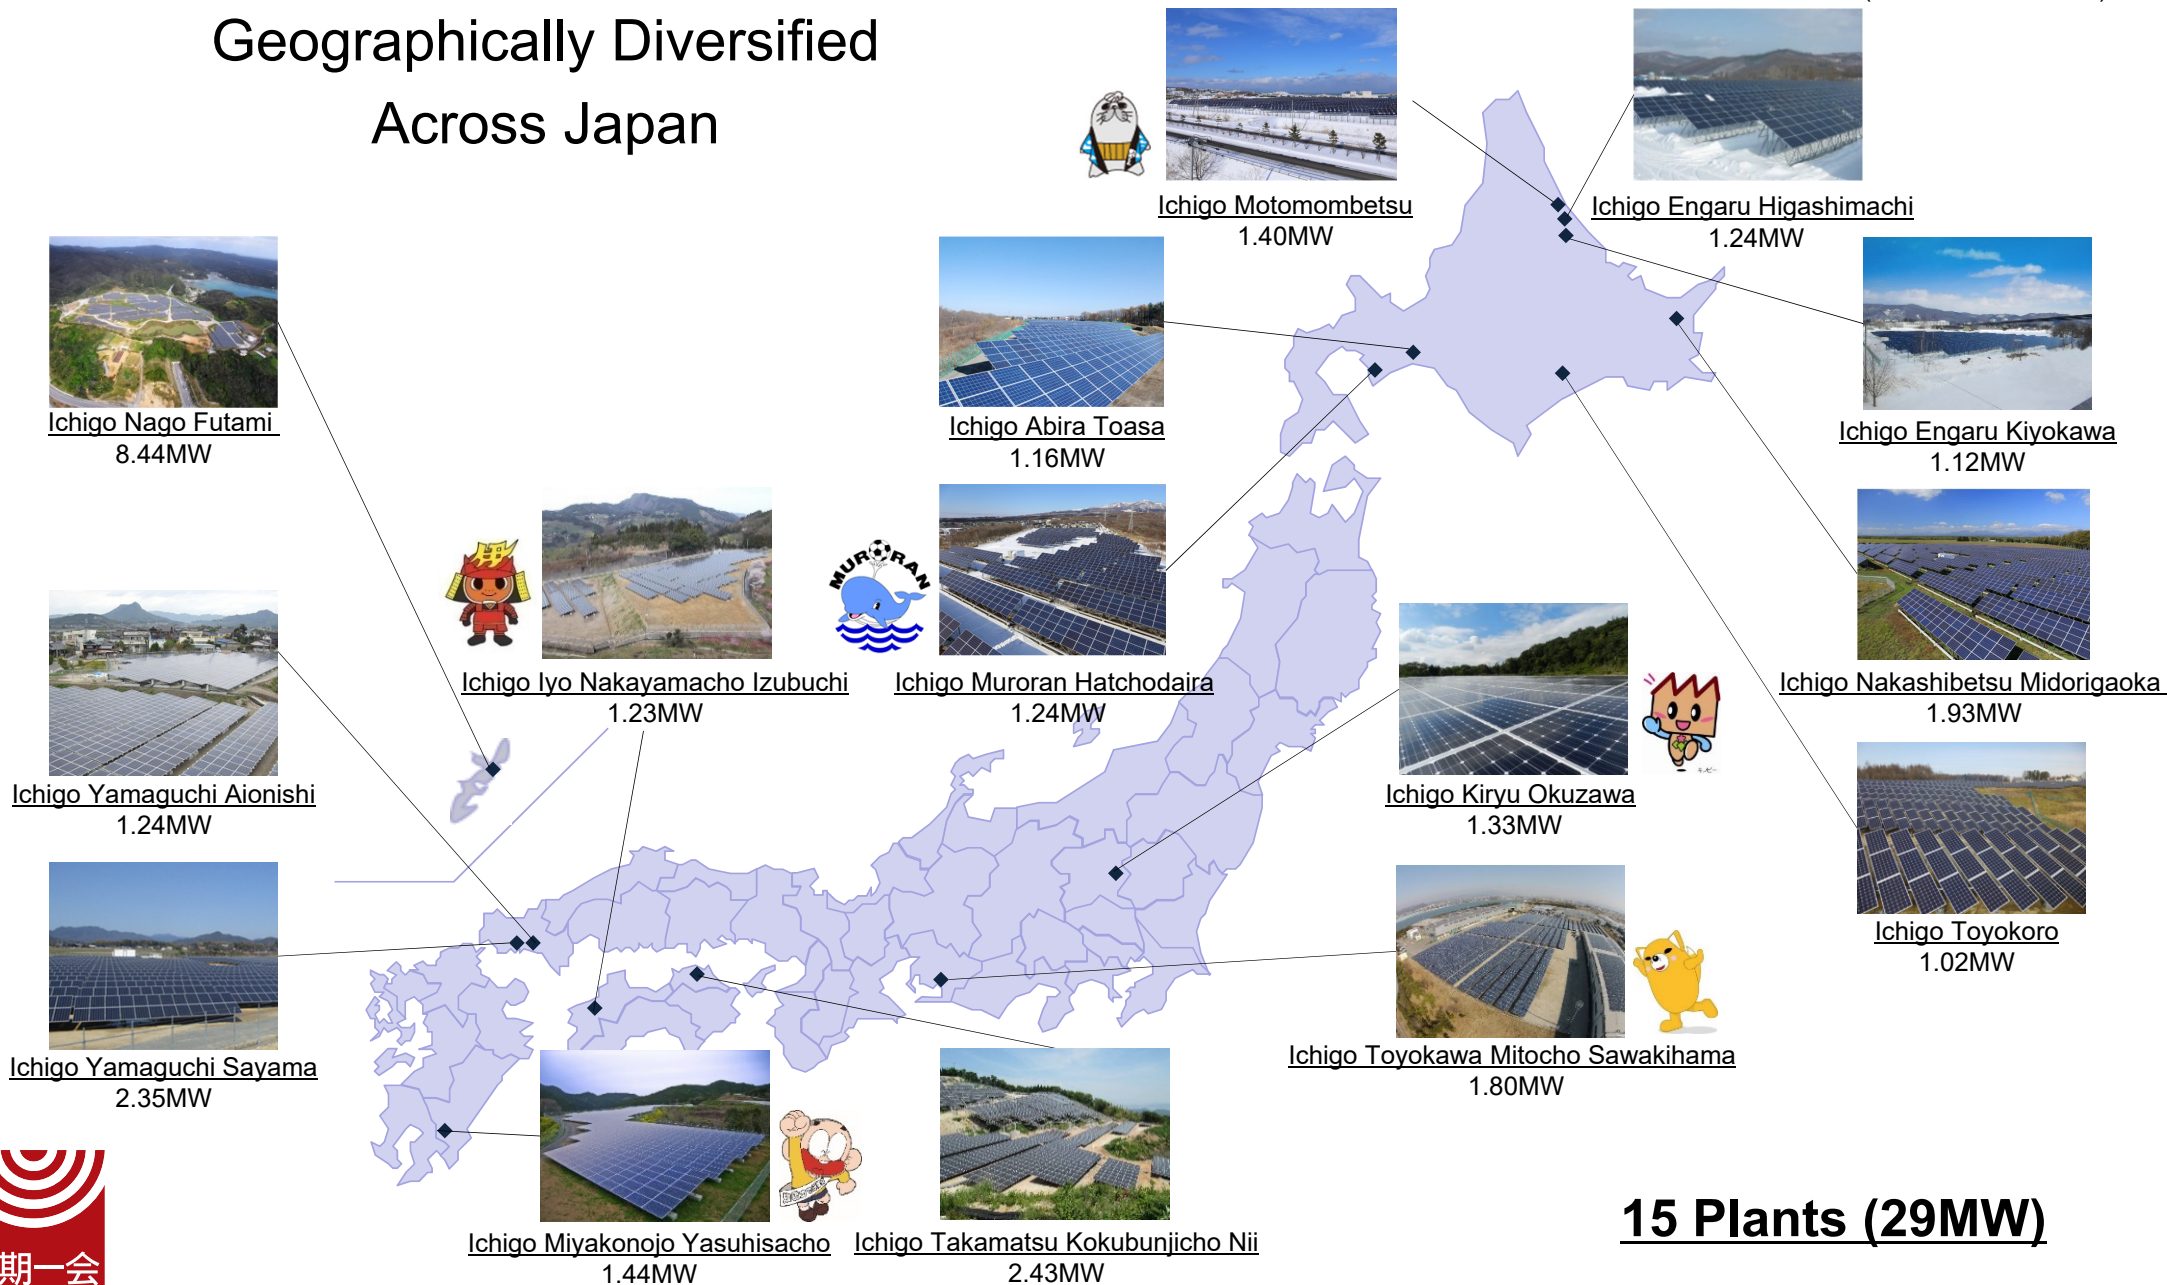 Geographically Diversified
Across Japan
Ichigo Motomombetsu
1.40MW
Ichigo Engaru Higashimachi
1.24MW
Ichigo Nago Futami
8.44MW
Ichigo Abira Toasa
1.16MW
Ichigo Engaru Kiyokawa
1.12MW
MURORAN
Ichigo Iyo Nakayamacho Izubuchi
1.23MW
Ichigo Muroran Hatchodaira
1.24MW
Ichigo Nakashibetsu Midorigaoka
1.93MW
Ichigo Yamaguchi Aionishi
1.24MW
Ichigo Kiryu Okuzawa
1.33MW
Ichigo Toyokoro
1.02MW
Ichigo Yamaguchi Sayama
2.35MW
Ichigo Toyokawa Mitocho Sawakihama
1.80MW
Ichigo Miyakonojo Yasuhisacho
1.44MW
Ichigo Takamatsu Kokubunjicho Nii
2.43MW
15 Plants (29MW)
期一会